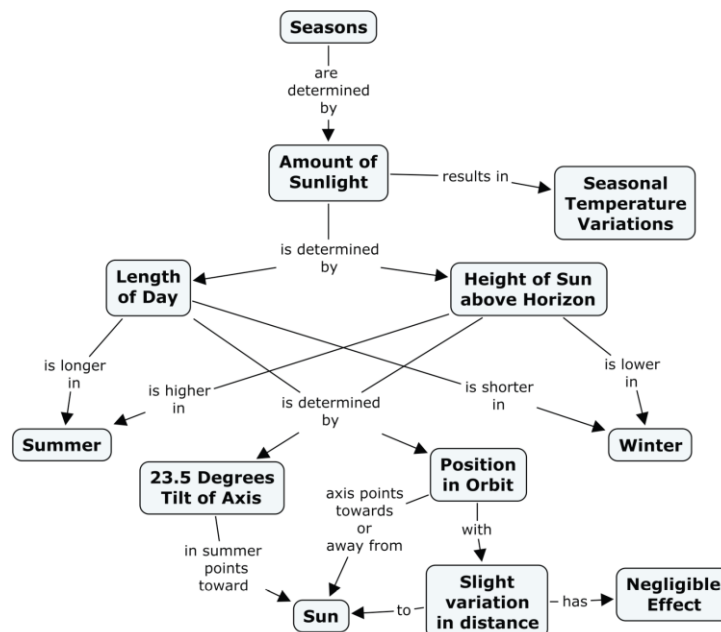 Seasons
are
determined
by
Amount of
Sunlight
results in
Seasonal
Temperature
Variations
is determined
by
Length
of Day
Height of Sun
above Horizon
is longer
in
is higher
in
is determined
by
is shorter
in
is lower
in
Summer
Winter
23.5 Degrees
Tilt of Axis
Position
in Orbit
axis points
towards
or
away from
with
in summer
points
toward
Sun
to
Slight
variation
in distance
has
Negligible
Effect